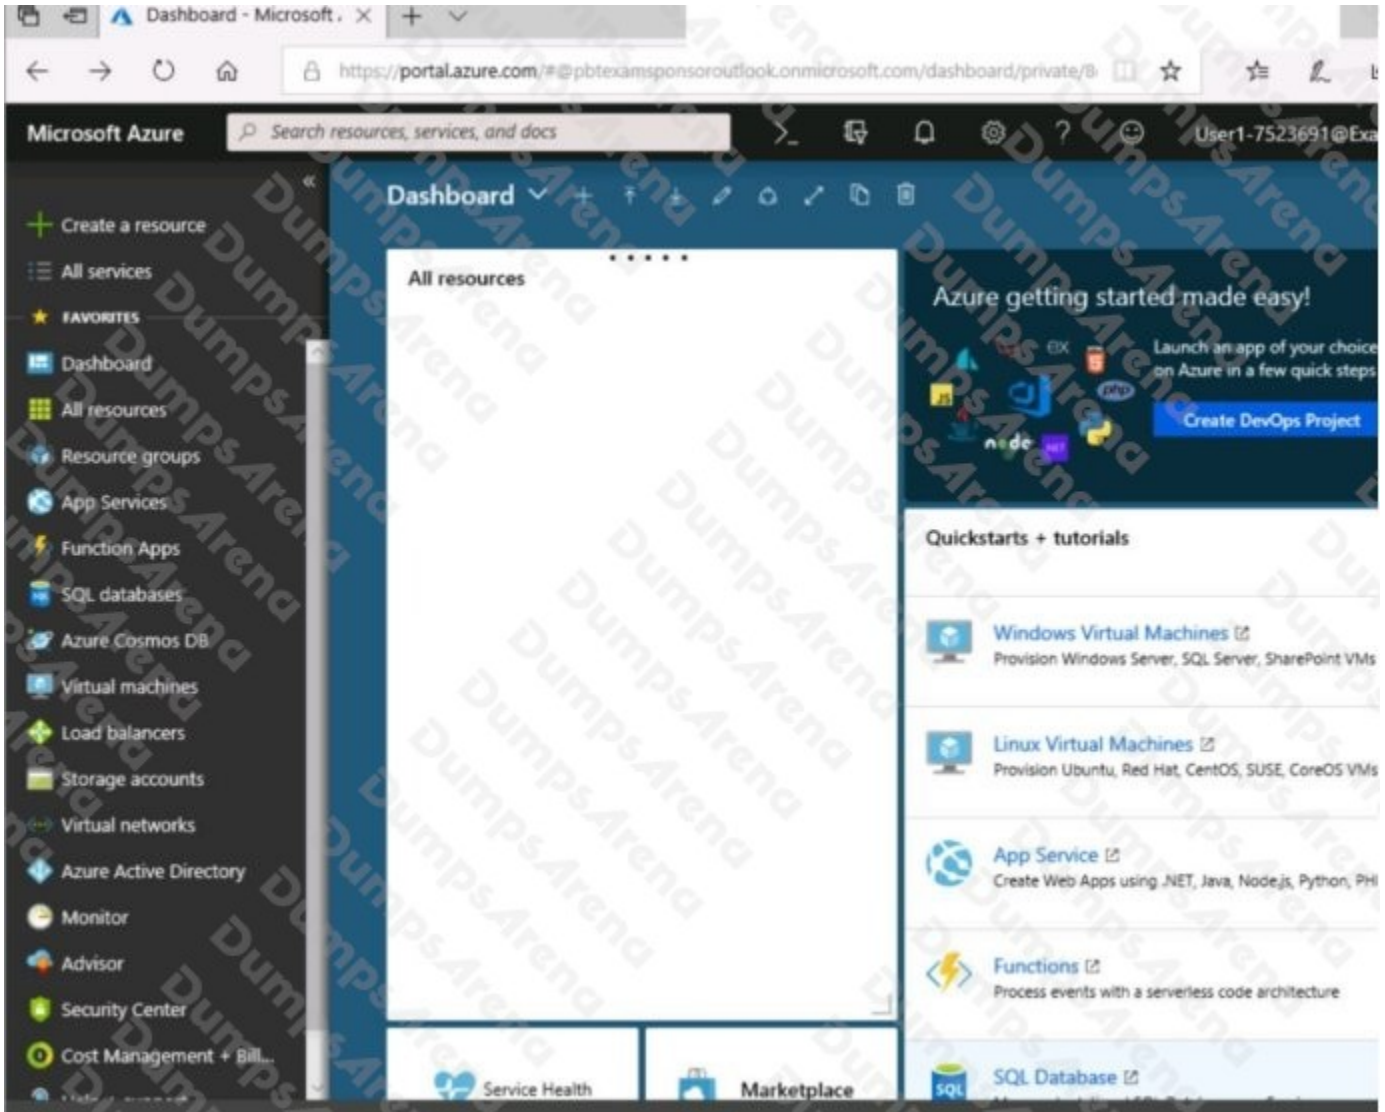 Dashboard - Microsoft
https://portal.azure.com/#@pbtexamsponsoroutlook.onmicrosoft.com/dashboard/private/
Microsoft Azure
Search resources, services, and docs
User1-7523691@Exa
Dashboard
Create a resource
All services
FAVORITES
Dashboard
All resources
Resource groups
App Services
Function Apps
SQL databases
Azure Cosmos DB
Virtual machines
Load balancers
Storage accounts
Virtual networks
Azure Active Directory
Monitor
Advisor
Security Center
Cost Management + Bill...
All resources
Azure getting started made easy!
Launch an app of your choice
on Azure in a few quick steps
Create DevOps Project
JS
EX
php
node
Quickstarts + tutorials
Windows Virtual Machines
Provision Windows Server, SQL Server, SharePoint VMs
Linux Virtual Machines
Provision Ubuntu, Red Hat, CentOS, SUSE, CoreOS VMs
App Service
Create Web Apps using .NET, Java, Node.js, Python, PH
Functions
Process events with a serverless code architecture
SQL
SQL Database
Service Health
Marketplace
DumpsArena